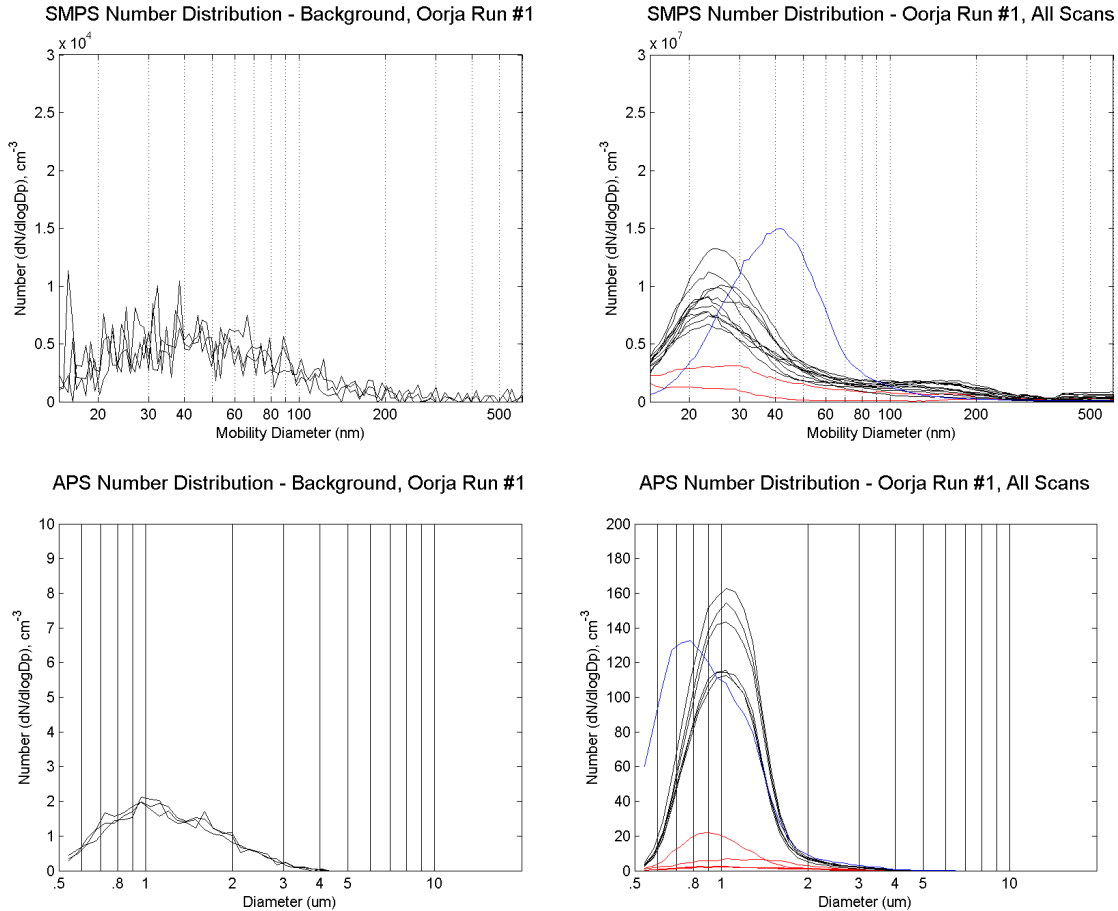 SMPS Number Distribution - Background, Oorja Run #1
x 10^4
3
2.5
2
1.5
1
0.5
0
Number (dN/dlogDp), cm^-3
20 30 40 60 80 100 200 500
Mobility Diameter (nm)
SMPS Number Distribution - Oorja Run #1, All Scans
x 10^7
3
2.5
2
1.5
1
0.5
0
Number (dN/dlogDp), cm^-3
20 30 40 60 80 100 200 500
Mobility Diameter (nm)
APS Number Distribution - Background, Oorja Run #1
10
9
8
7
6
5
4
3
2
1
0
Number (dN/dlogDp), cm^-3
.5 .8 1 2 3 4 5 10
Diameter (um)
APS Number Distribution - Oorja Run #1, All Scans
200
180
160
140
120
100
80
60
40
20
0
Number (dN/dlogDp), cm^-3
.5 .8 1 2 3 4 5 10
Diameter (um)